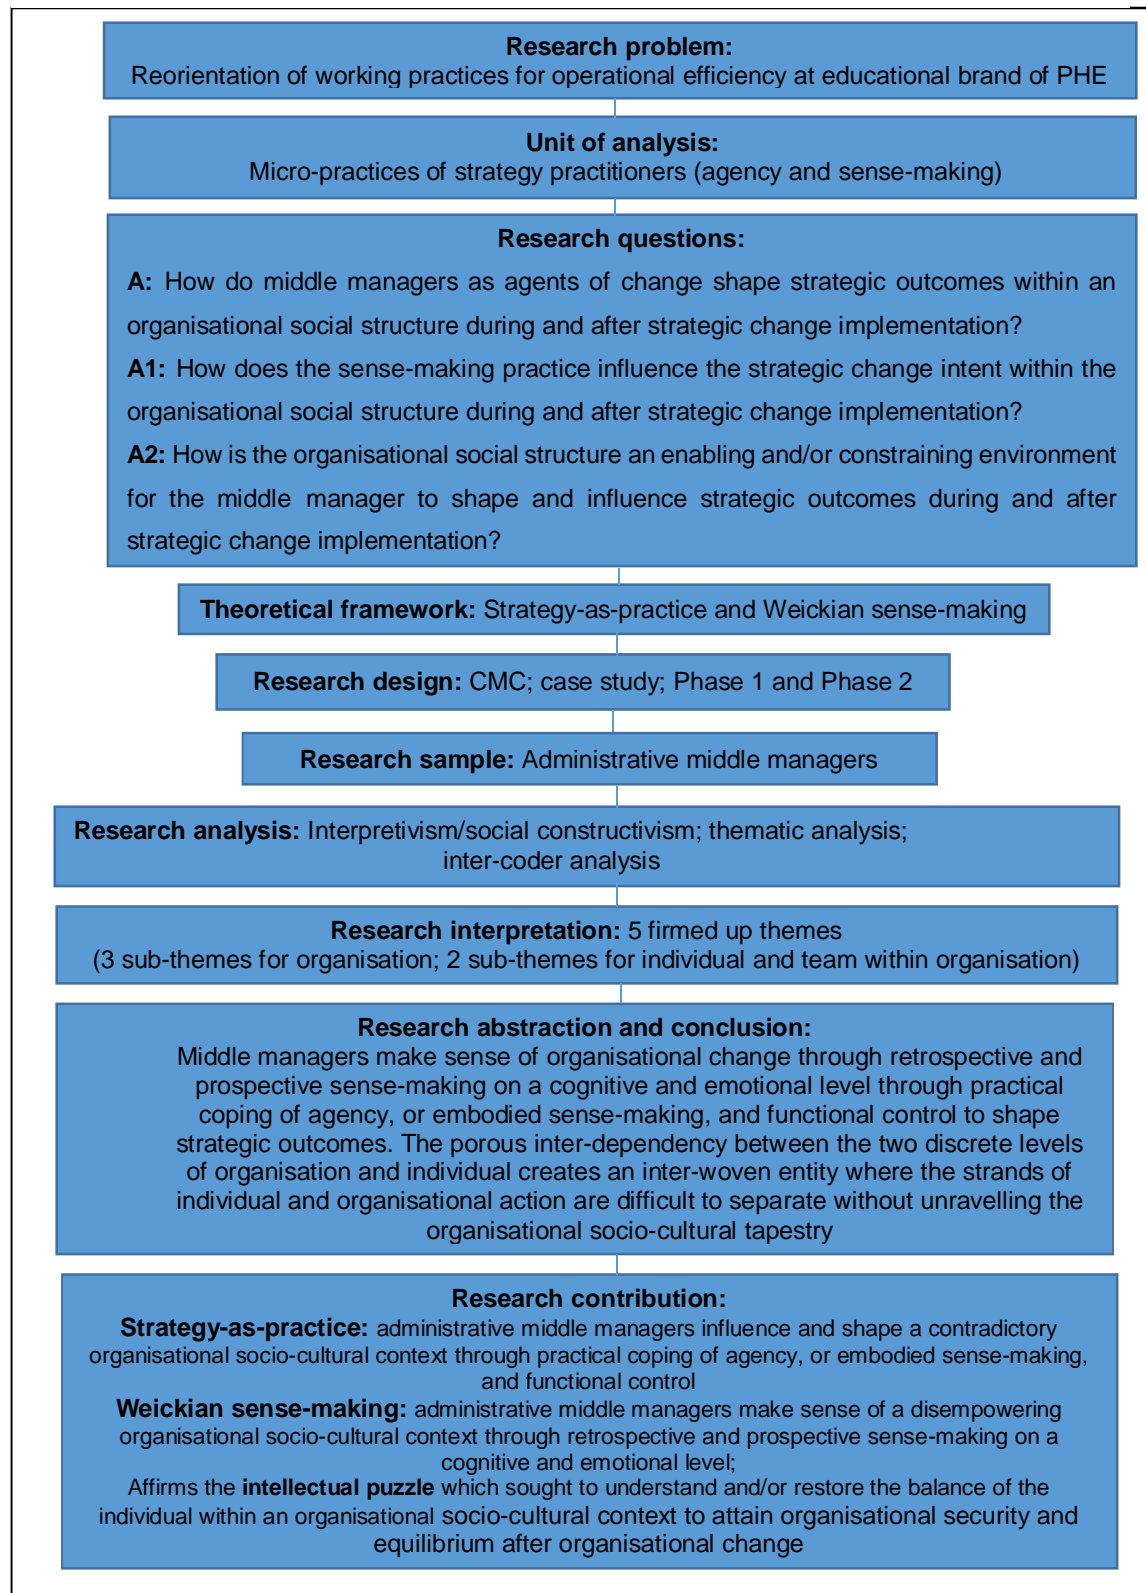 Research problem:
Reorientation of working practices for operational efficiency at educational brand of PHE
Unit of analysis:
Micro-practices of strategy practitioners (agency and sense-making)
Research questions:
A: How do middle managers as agents of change shape strategic outcomes within an
organisational social structure during and after strategic change implementation?
A1: How does the sense-making practice influence the strategic change intent within the
organisational social structure during and after strategic change implementation?
A2: How is the organisational social structure an enabling and/or constraining environment
for the middle manager to shape and influence strategic outcomes during and after
strategic change implementation?
Theoretical framework: Strategy-as-practice and Weickian sense-making
Research design: CMC; case study; Phase 1 and Phase 2
Research sample: Administrative middle managers
Research analysis: Interpretivism/social constructivism; thematic analysis;
inter-coder analysis
Research interpretation: 5 firmed up themes
(3 sub-themes for organisation; 2 sub-themes for individual and team within organisation)
Research abstraction and conclusion:
Middle managers make sense of organisational change through retrospective and
prospective sense-making on a cognitive and emotional level through practical
coping of agency, or embodied sense-making, and functional control to shape
strategic outcomes. The porous inter-dependency between the two discrete levels
of organisation and individual creates an inter-woven entity where the strands of
individual and organisational action are difficult to separate without unravelling the
organisational socio-cultural tapestry
Research contribution:
Strategy-as-practice: administrative middle managers influence and shape a contradictory
organisational socio-cultural context through practical coping of agency, or embodied sense-making,
and functional control
Weickian sense-making: administrative middle managers make sense of a disempowering
organisational socio-cultural context through retrospective and prospective sense-making on a
cognitive and emotional level;
Affirms the intellectual puzzle which sought to understand and/or restore the balance of the
individual within an organisational socio-cultural context to attain organisational security and
equilibrium after organisational change